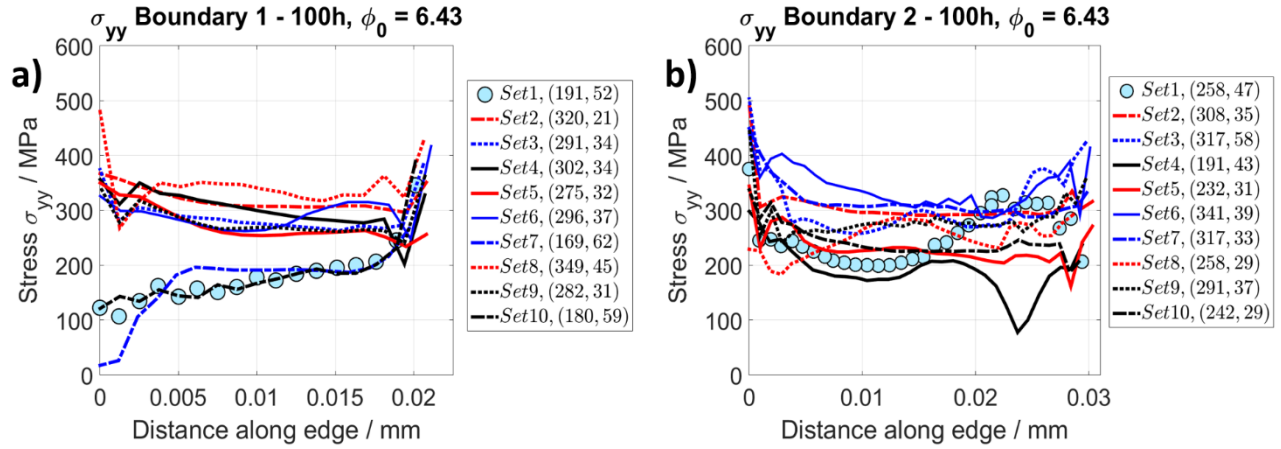 σyy Boundary 1 - 100h, ϕ0 = 6.43
a)
600
500
400
300
200
100
0
Stress σyy / MPa
0
0.005
0.01
0.015
0.02
Distance along edge / mm
Set1, (191, 52)
Set2, (320, 21)
Set3, (291, 34)
Set4, (302, 34)
Set5, (275, 32)
Set6, (296, 37)
Set7, (169, 62)
Set8, (349, 45)
Set9, (282, 31)
Set10, (180, 59)
σyy Boundary 2 - 100h, ϕ0 = 6.43
b)
600
500
400
300
200
100
0
Stress σyy / MPa
0
0.01
0.02
0.03
Distance along edge / mm
Set1, (258, 47)
Set2, (308, 35)
Set3, (317, 58)
Set4, (191, 43)
Set5, (232, 31)
Set6, (341, 39)
Set7, (317, 33)
Set8, (258, 29)
Set9, (291, 37)
Set10, (242, 29)